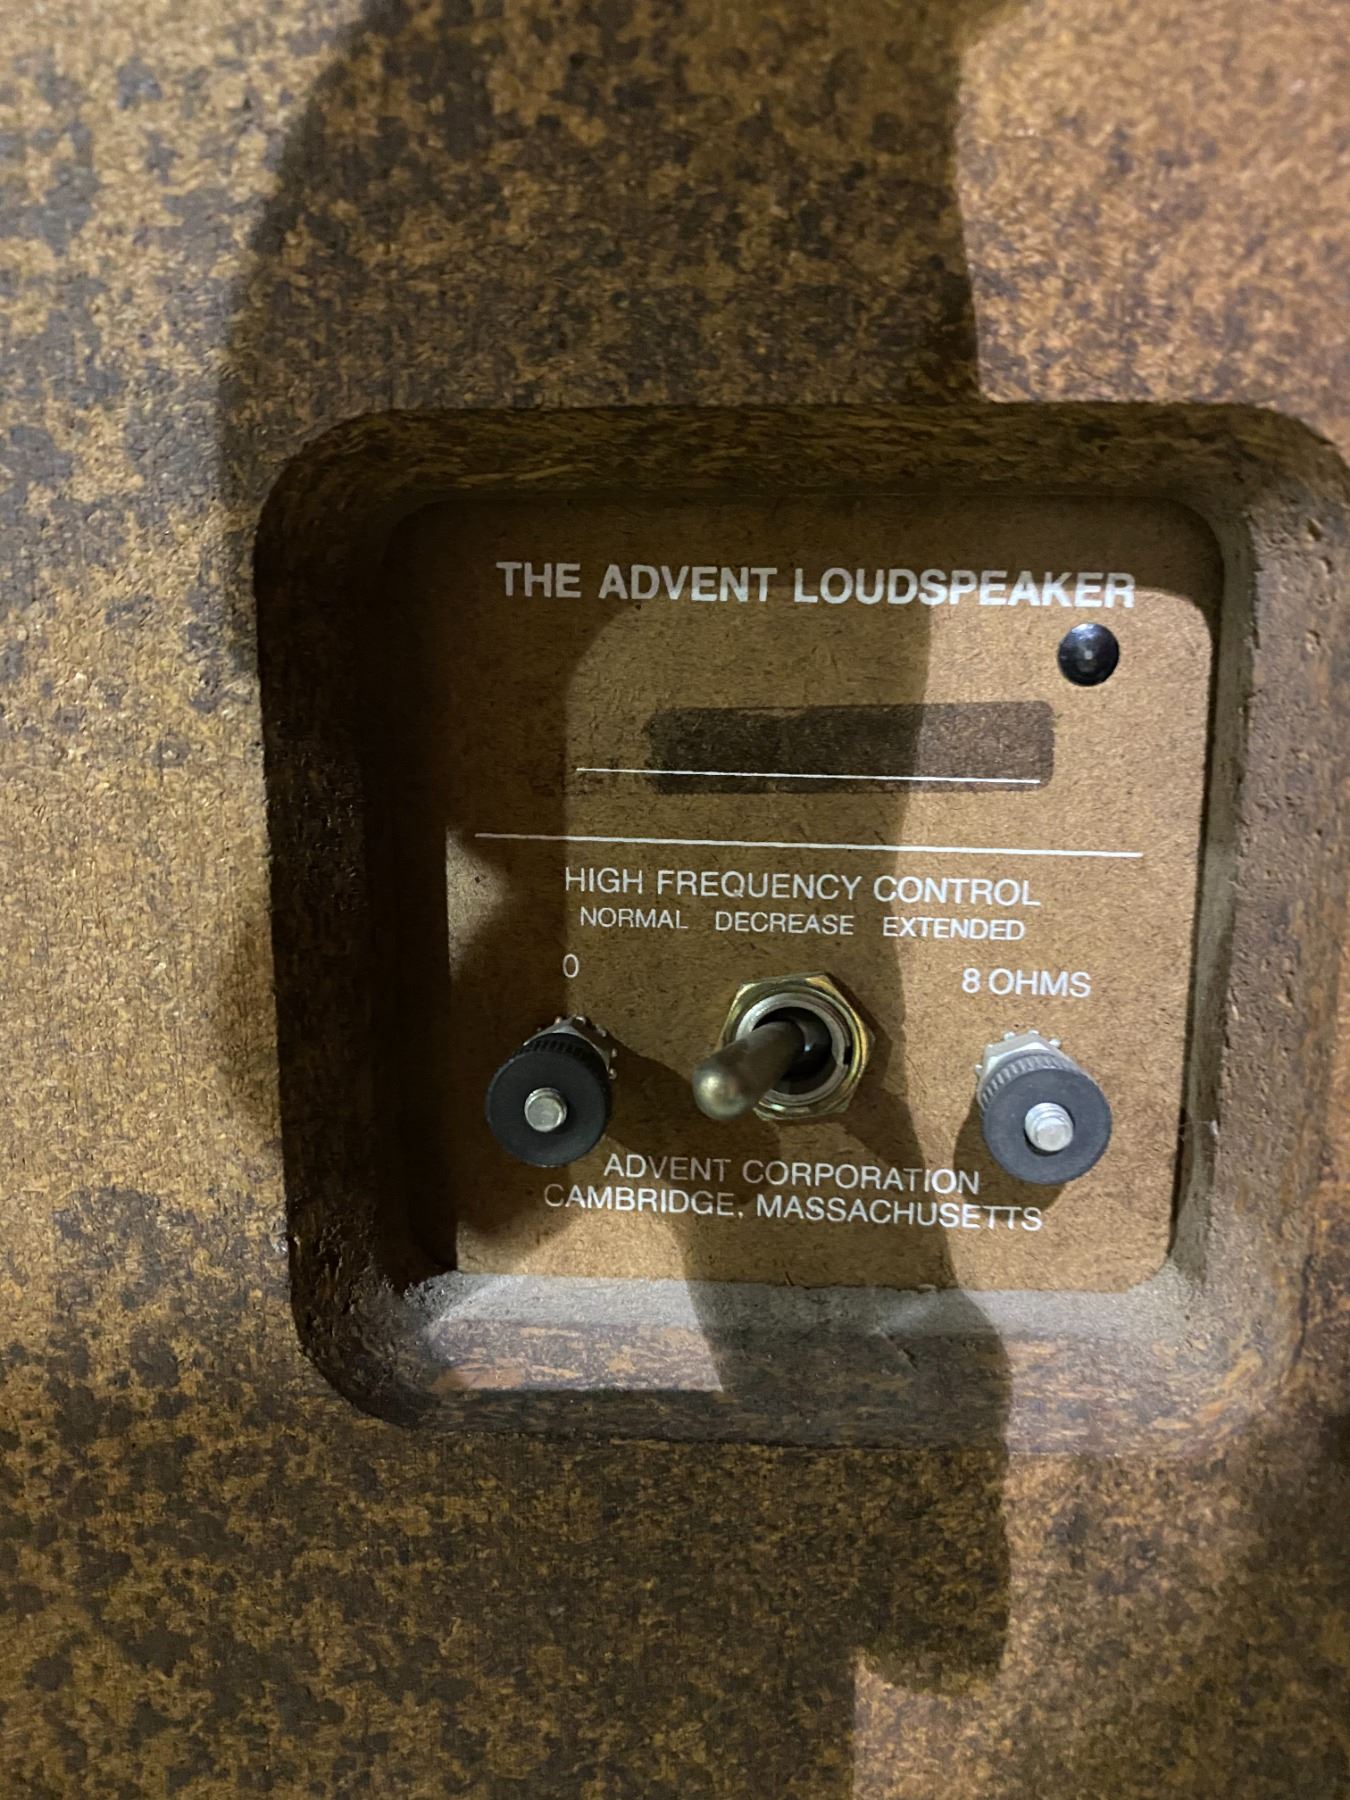 THE ADVENT LOUDSPEAKER
HIGH FREQUENCY CONTROL
NORMAL DECREASE EXTENDED
0 8 OHMS
ADVENT CORPORATION
CAMBRIDGE, MASSACHUSETTS